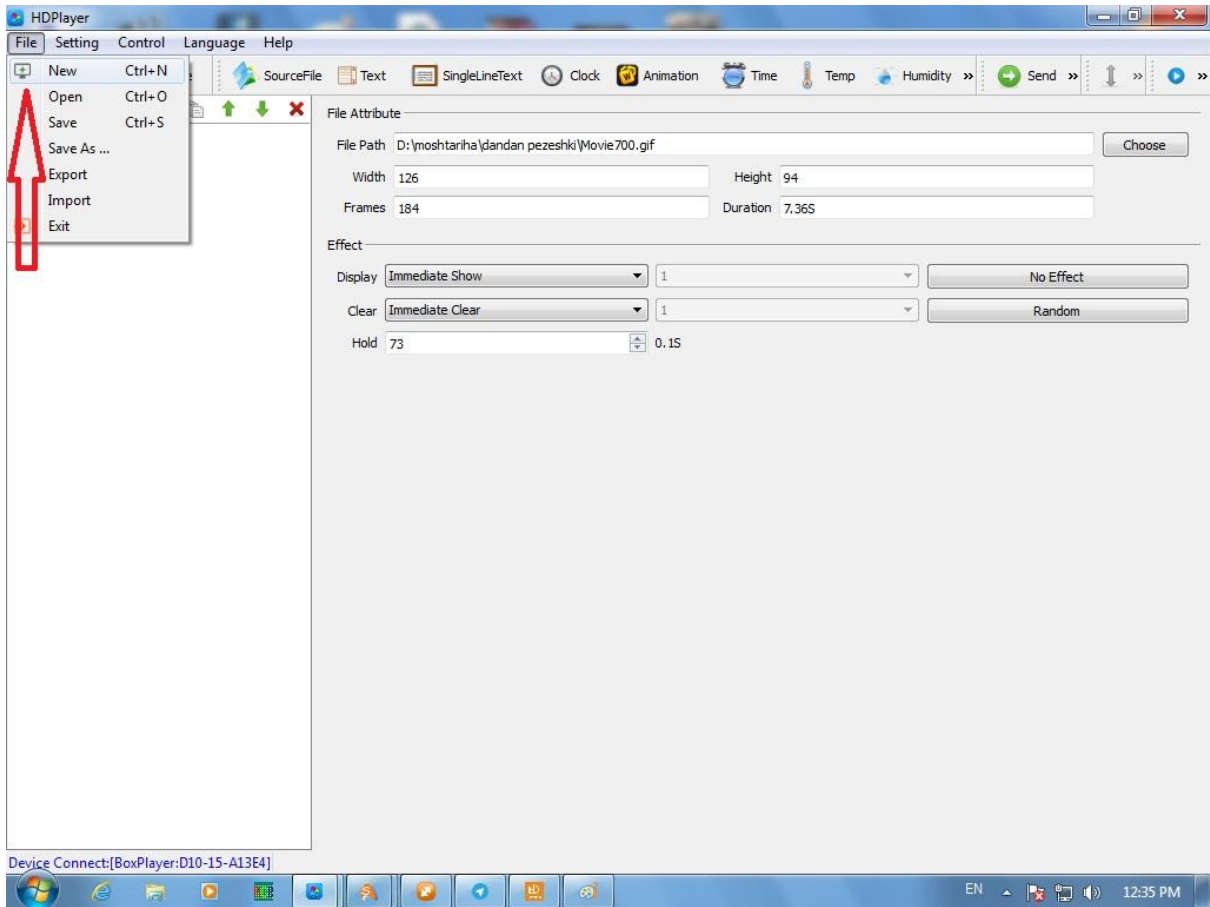 HDPlayer
File Setting Control Language Help
New Ctrl+N
Open Ctrl+O
Save Ctrl+S
Save As ...
Export
Import
Exit
SourceFile Text SingleLineText Clock Animation Time Temp Humidity » Send » » »
File Attribute
File Path D:\moshtariha\dandan pezeshki\Movie700.gif Choose
Width 126 Height 94
Frames 184 Duration 7.36S
Effect
Display Immediate Show 1 No Effect
Clear Immediate Clear 1 Random
Hold 73 0.1S
Device Connect:[BoxPlayer:D10-15-A13E4]
EN 12:35 PM